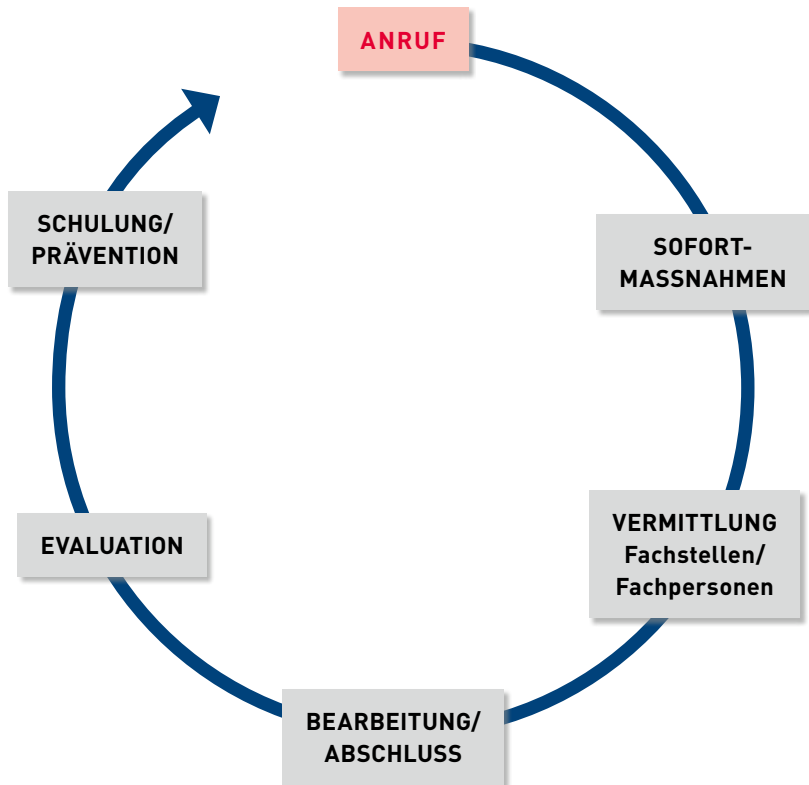 ANRUF
SOFORT-
MASSNAHMEN
VERMITTLUNG
Fachstellen/
Fachpersonen
BEARBEITUNG/
ABSCHLUSS
EVALUATION
SCHULUNG/
PRÄVENTION